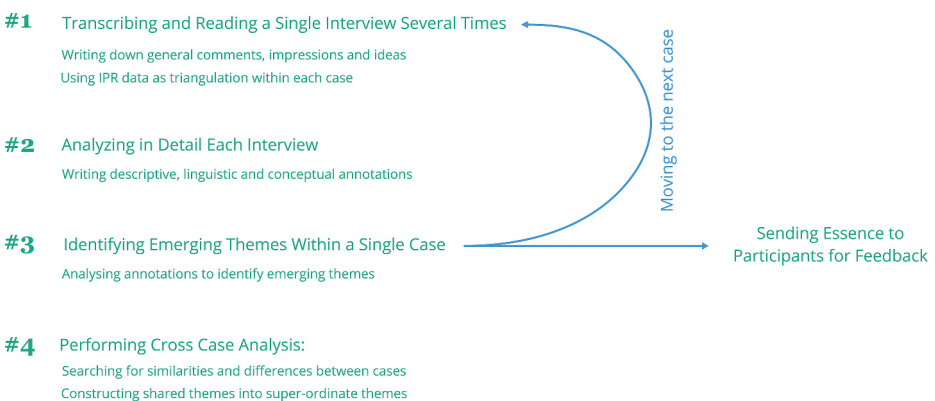 #1 Transcribing and Reading a Single Interview Several Times
Writing down general comments, impressions and ideas
Using IPR data as triangulation within each case
Moving to the next case
#2 Analyzing in Detail Each Interview
Writing descriptive, linguistic and conceptual annotations
#3 Identifying Emerging Themes Within a Single Case
Analysing annotations to identify emerging themes
Sending Essence to
Participants for Feedback
#4 Performing Cross Case Analysis:
Searching for similarities and differences between cases
Constructing shared themes into super-ordinate themes